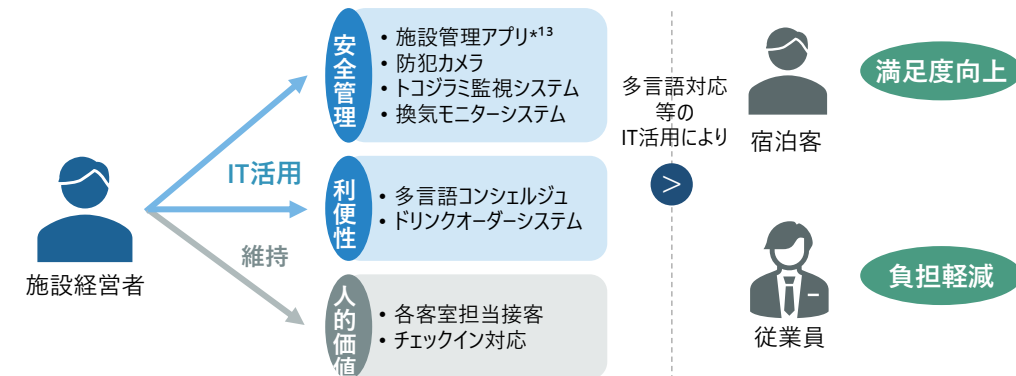 施設経営者
IT活用
維持
安全管理
• 施設管理アプリ*13
• 防犯カメラ
• トコジラミ監視システム
• 換気モニターシステム
利便性
• 多言語コンシェルジュ
• ドリンクオーダーシステム
人的価値
• 各客室担当接客
• チェックイン対応
多言語対応
等の
IT活用により
>
宿泊客
満足度向上
従業員
負担軽減